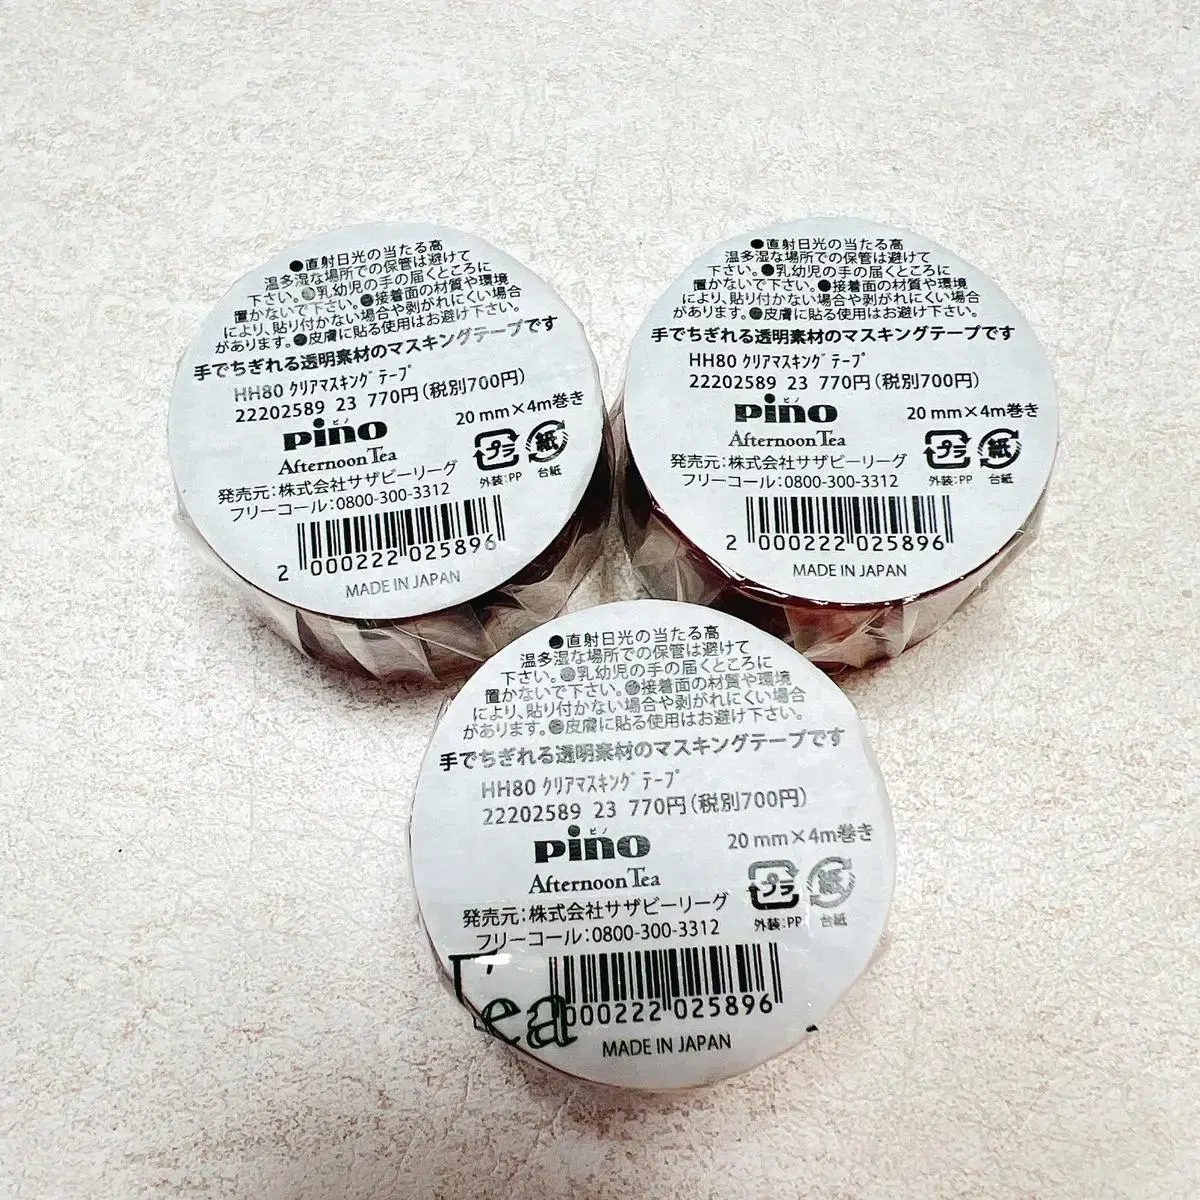 ●直射日光の当たる高
温多湿な場所での保管は避けて
下さい。●乳幼児の手の届くところに
置かないで下さい。●接着面の材質や環境
により、貼り付かない場合や剥がれにくい場合
があります。●皮膚に貼る使用はお避け下さい。
手でちぎれる透明素材のマスキングテープです
HH80 ｸﾘｱﾏｽｷﾝｸﾞﾃｰﾌﾟ
22202589 23 770円(税別700円)
ピノ
pino
20mm×4m巻き
Afternoon Tea
プラ
紙
外装:PP
台紙
発売元:株式会社サザビーリーグ
フリーコール:0800-300-3312
2 000222 025896
MADE IN JAPAN
●直射日光の当たる高
温多湿な場所での保管は避けて
下さい。●乳幼児の手の届くところに
置かないで下さい。●接着面の材質や環境
により、貼り付かない場合や剥がれにくい場合
があります。●皮膚に貼る使用はお避け下さい。
手でちぎれる透明素材のマスキングテープです
HH80 ｸﾘｱﾏｽｷﾝｸﾞﾃｰﾌﾟ
22202589 23 770円(税別700円)
ピノ
pino
20mm×4m巻き
Afternoon Tea
プラ
紙
外装:PP
台紙
発売元:株式会社サザビーリーグ
フリーコール:0800-300-3312
2 000222 025896
MADE IN JAPAN
●直射日光の当たる高
温多湿な場所での保管は避けて
下さい。●乳幼児の手の届くところに
置かないで下さい。●接着面の材質や環境
により、貼り付かない場合や剥がれにくい場合
があります。●皮膚に貼る使用はお避け下さい。
手でちぎれる透明素材のマスキングテープです
HH80 ｸﾘｱﾏｽｷﾝｸﾞﾃｰﾌﾟ
22202589 23 770円(税別700円)
ピノ
pino
20mm×4m巻き
Afternoon Tea
プラ
紙
外装:PP
台紙
発売元:株式会社サザビーリーグ
フリーコール:0800-300-3312
Tea
000222 025896
MADE IN JAPAN